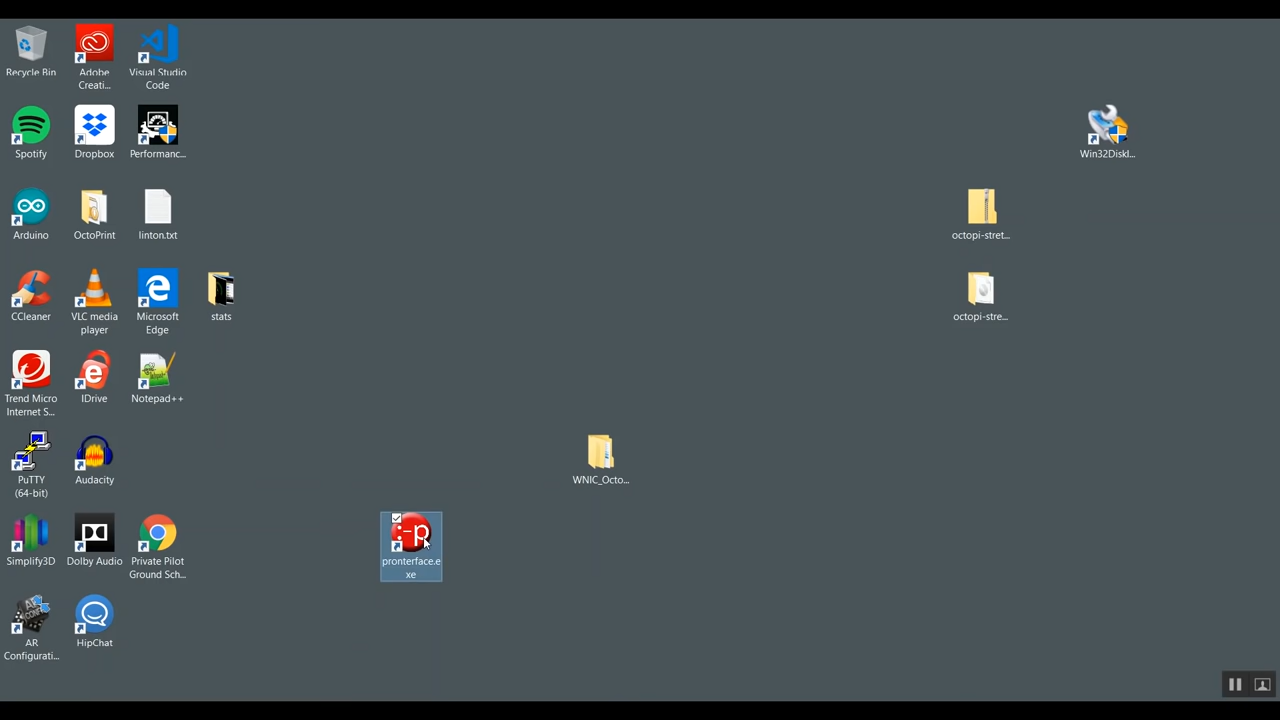 Recycle Bin
Adobe
Creati...
Visual Studio
Code
Spotify
Dropbox
Performanc...
Win32DiskI...
Arduino
OctoPrint
linton.txt
octopi-stret...
CCleaner
VLC media
player
Microsoft
Edge
stats
octopi-stre...
Trend Micro
Internet S...
IDrive
Notepad++
PuTTY
(64-bit)
Audacity
WNIC_Octo...
:-p
Simplify3D
Dolby Audio
Private Pilot
Ground Sch...
pronterface.e
xe
AR
Configurati...
HipChat